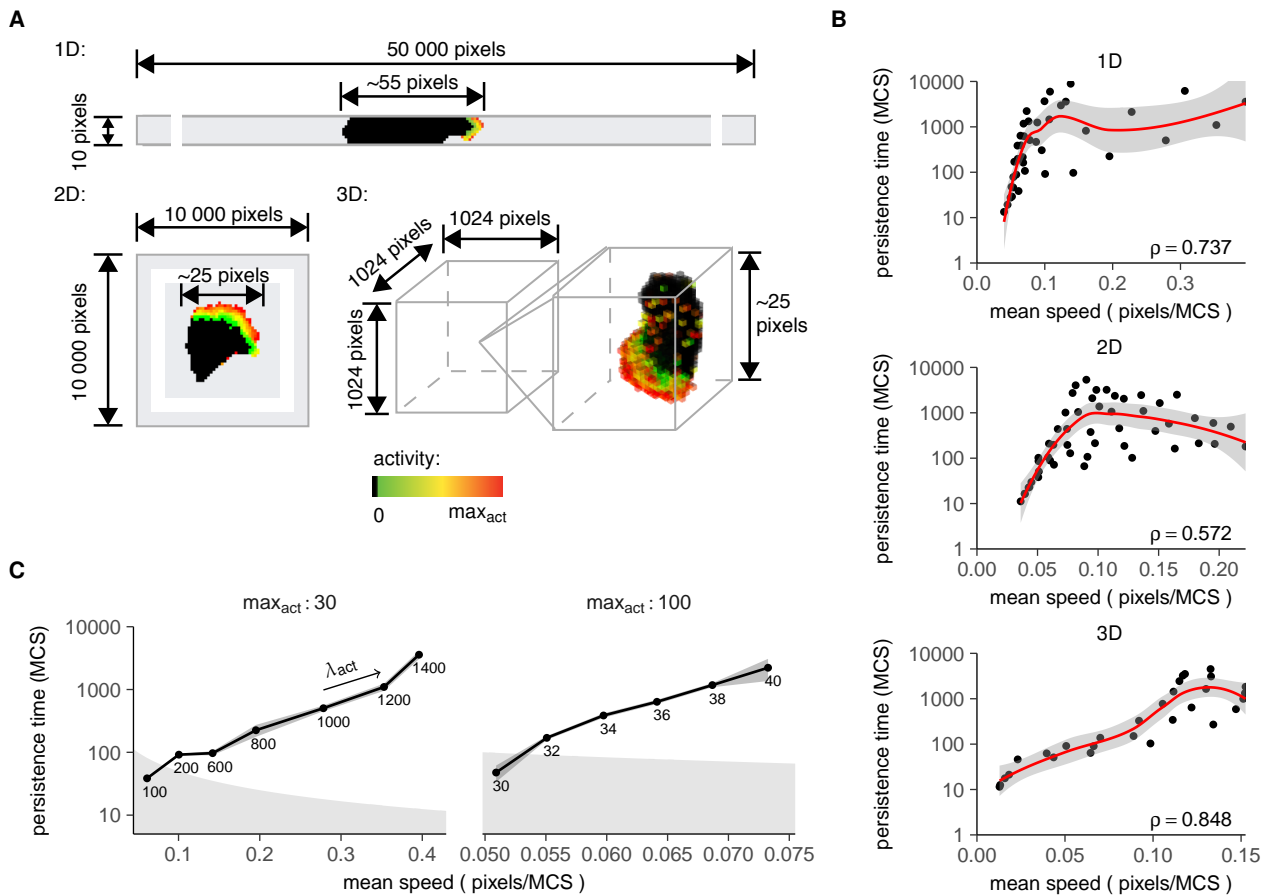 A
1D:
50 000 pixels
~55 pixels
10 pixels
2D:
10 000 pixels
10 000 pixels
~25 pixels
3D:
1024 pixels
1024 pixels
1024 pixels
~25
pixels
activity:
0
max_act
B
1D
persistence time (MCS)
10000
1000
100
10
1
ρ = 0.737
0.0 0.1 0.2 0.3
mean speed ( pixels/MCS )
2D
persistence time (MCS)
10000
1000
100
10
1
ρ = 0.572
0.00 0.05 0.10 0.15 0.20
mean speed ( pixels/MCS )
3D
persistence time (MCS)
10000
1000
100
10
1
ρ = 0.848
0.00 0.05 0.10 0.15
mean speed ( pixels/MCS )
C
max_act : 30
persistence time (MCS)
10000
1000
100
10
λ_act
100
200
600
800
1000
1200
1400
0.1 0.2 0.3 0.4
mean speed ( pixels/MCS )
max_act : 100
30
32
34
36
38
40
0.050 0.055 0.060 0.065 0.070 0.075
mean speed ( pixels/MCS )